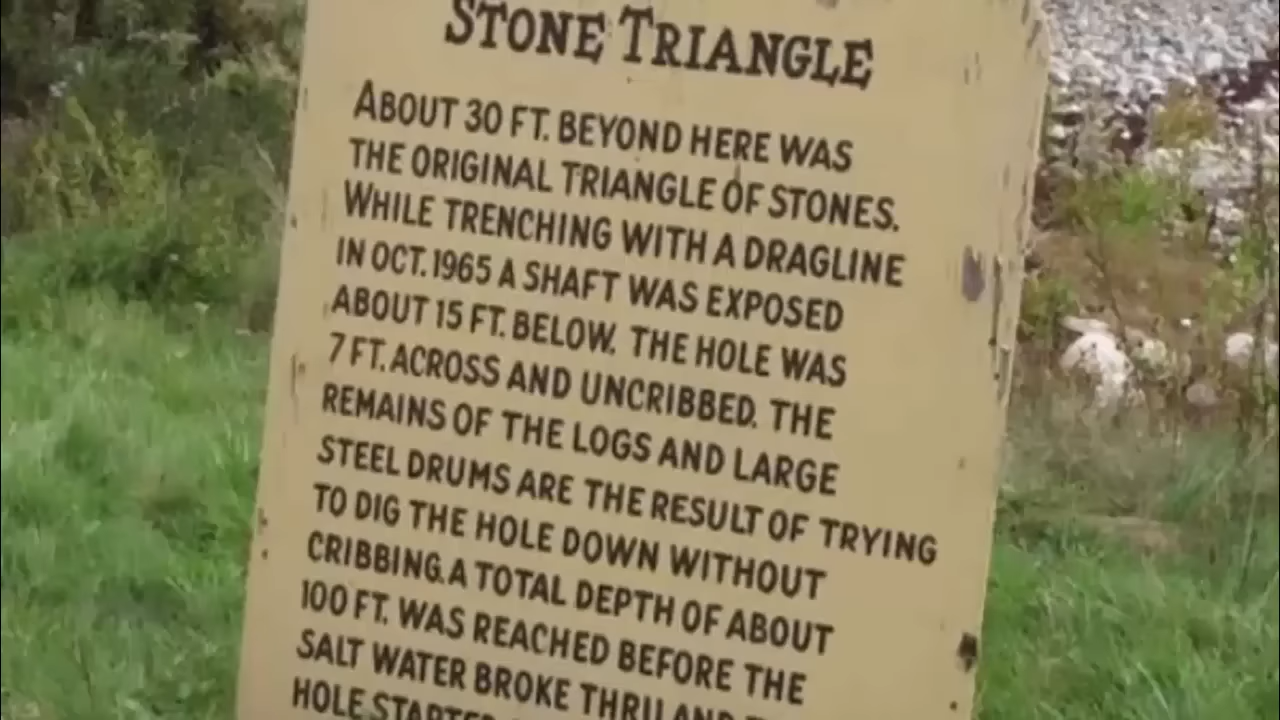 STONE TRIANGLE
ABOUT 30 FT. BEYOND HERE WAS
THE ORIGINAL TRIANGLE OF STONES.
WHILE TRENCHING WITH A DRAGLINE
IN OCT. 1965 A SHAFT WAS EXPOSED
ABOUT 15 FT. BELOW. THE HOLE WAS
7 FT. ACROSS AND UNCRIBBED. THE
REMAINS OF THE LOGS AND LARGE
STEEL DRUMS ARE THE RESULT OF TRYING
TO DIG THE HOLE DOWN WITHOUT
CRIBBING. A TOTAL DEPTH OF ABOUT
100 FT. WAS REACHED BEFORE THE
SALT WATER BROKE THRU AND
HOLE STARTED